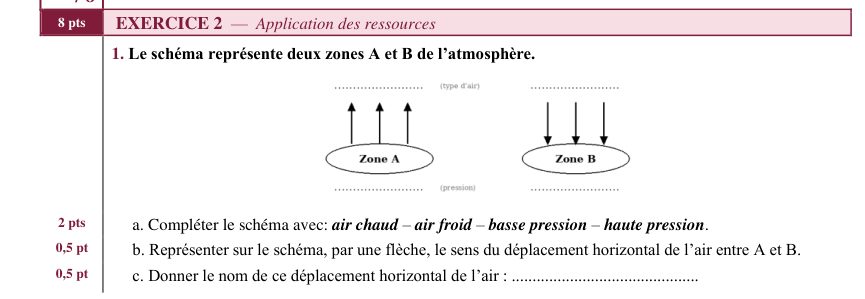 8 pts EXERCICE 2 — Application des ressources
1. Le schéma représente deux zones A et B de l'atmosphère.
........................ (type d'air) ........................
Zone A Zone B
........................ (pression) ........................
2 pts a. Compléter le schéma avec: air chaud – air froid – basse pression – haute pression.
0,5 pt b. Représenter sur le schéma, par une flèche, le sens du déplacement horizontal de l'air entre A et B.
0,5 pt c. Donner le nom de ce déplacement horizontal de l'air : .............................................